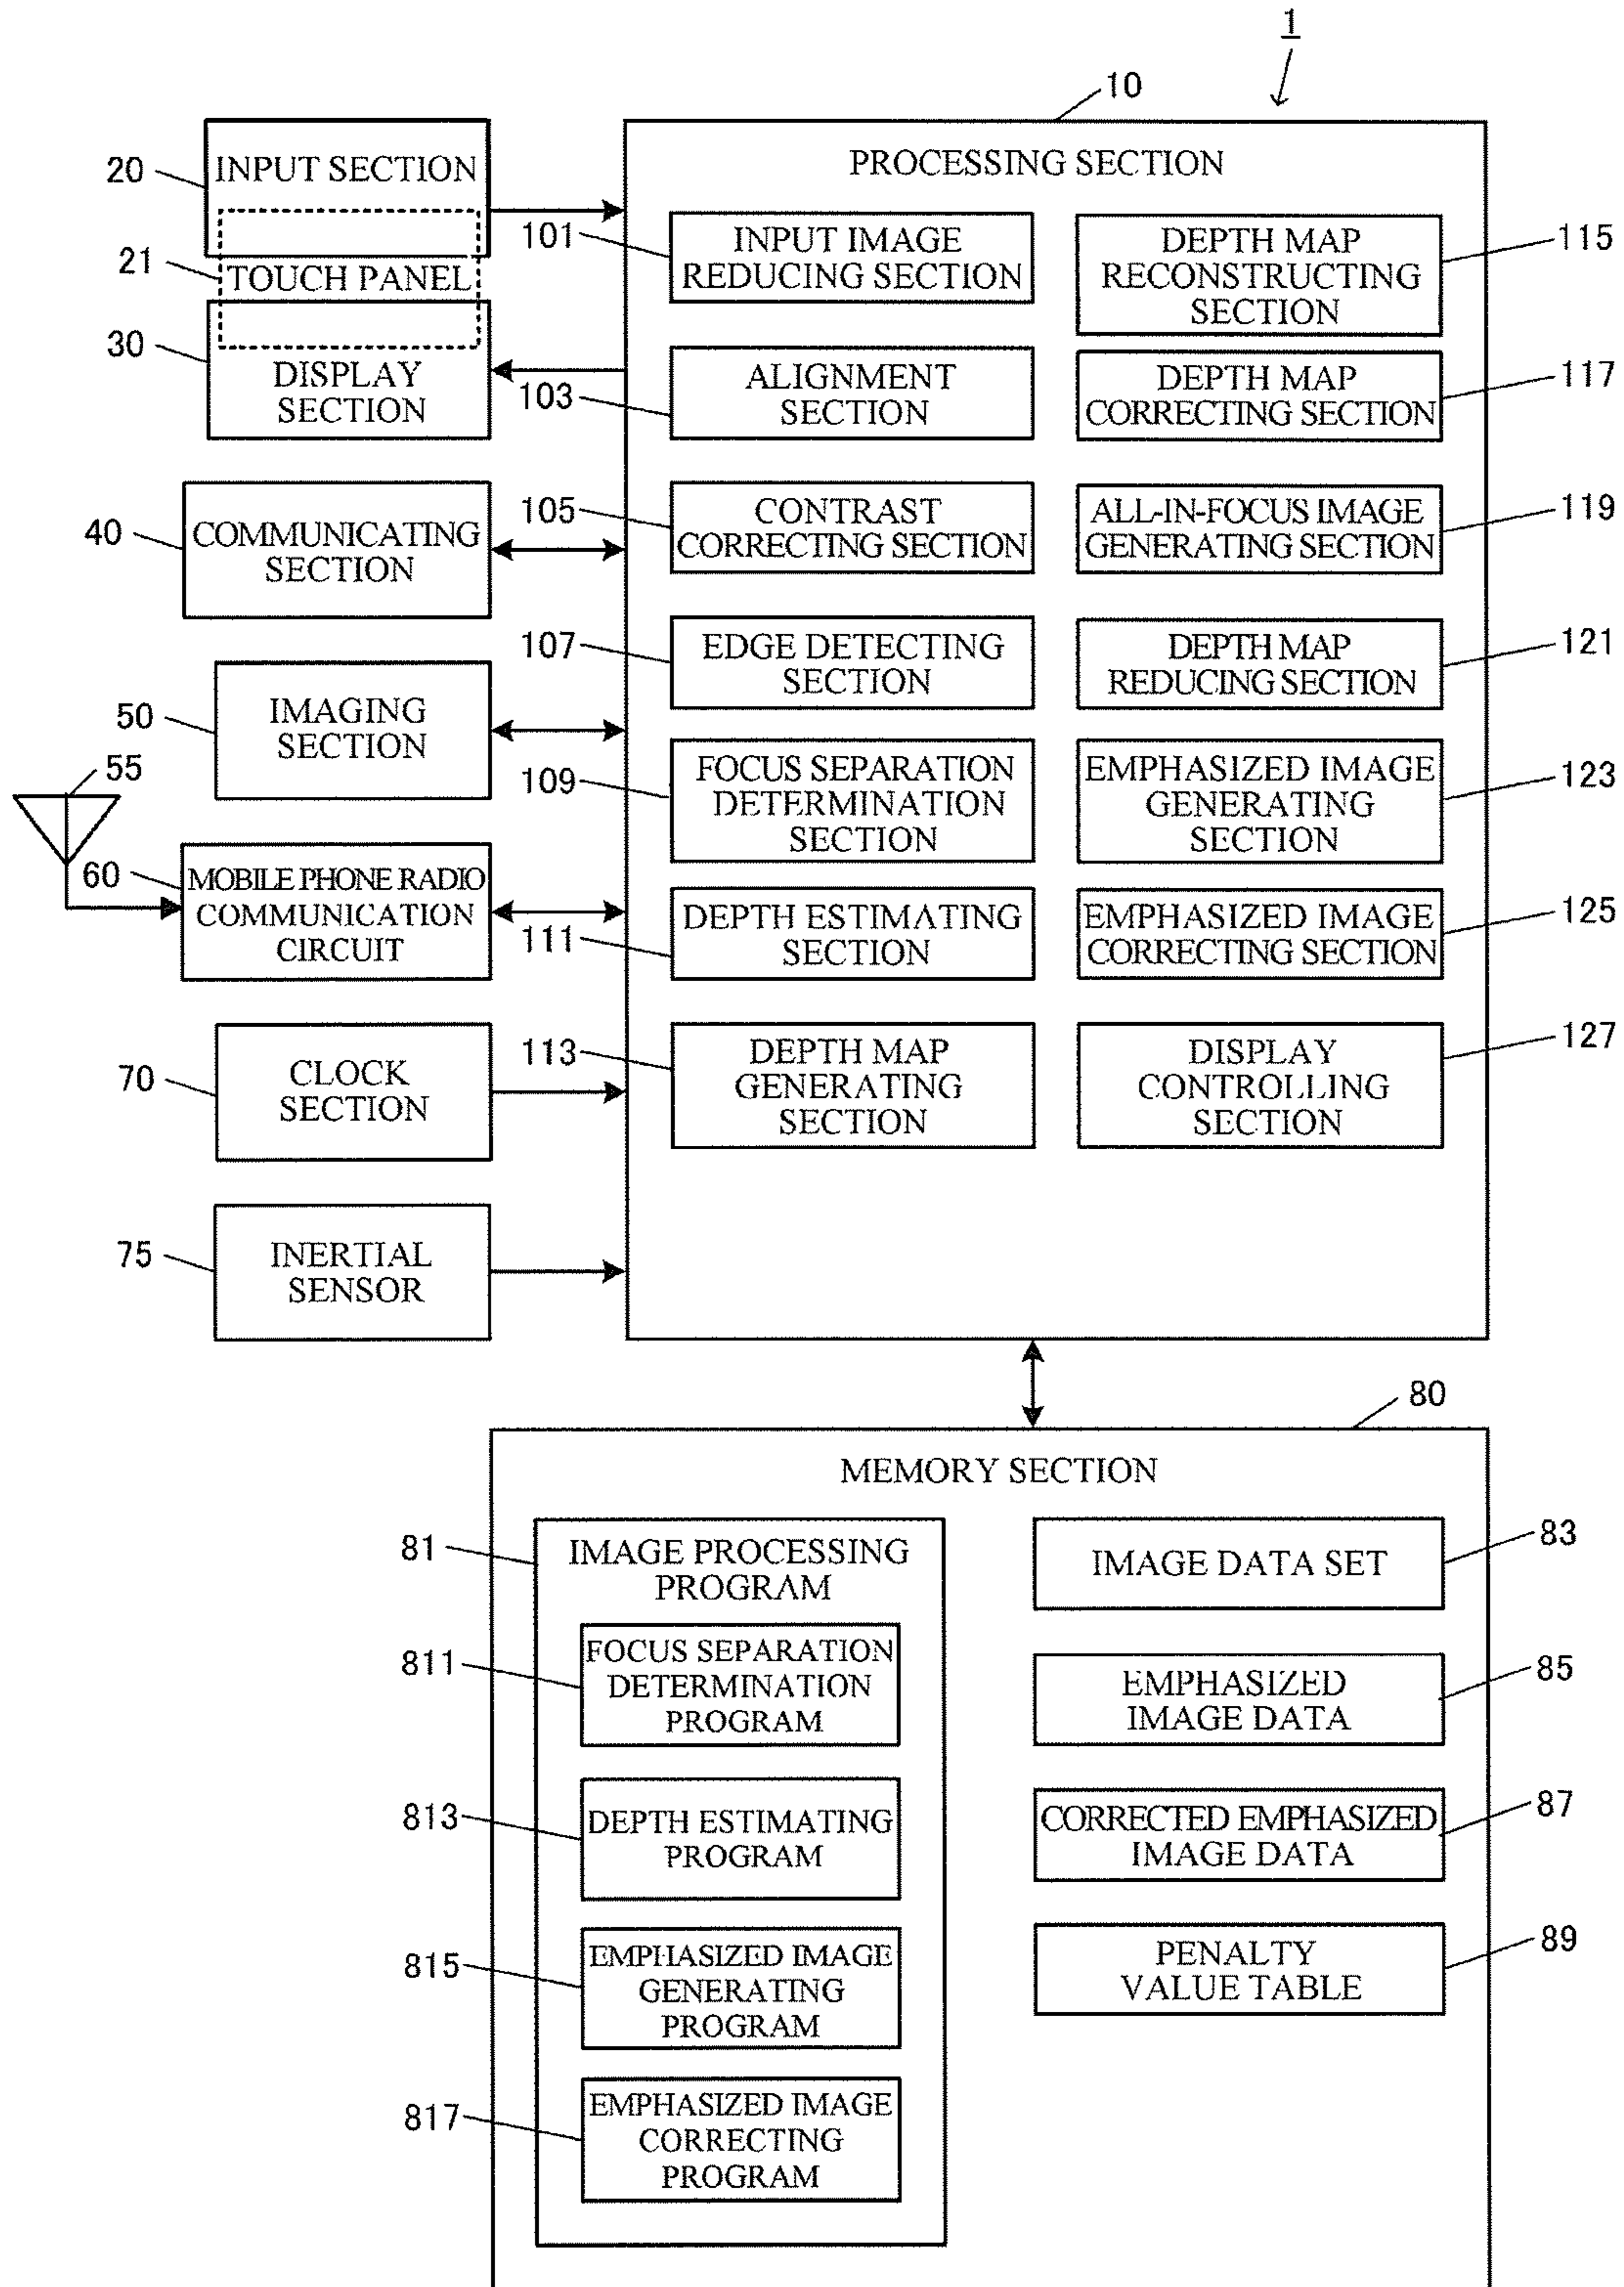 1
10
20
INPUT SECTION
21
TOUCH PANEL
30
DISPLAY
SECTION
40
COMMUNICATING
SECTION
50
IMAGING
SECTION
55
60
MOBILE PHONE RADIO
COMMUNICATION
CIRCUIT
70
CLOCK
SECTION
75
INERTIAL
SENSOR
PROCESSING SECTION
101
INPUT IMAGE
REDUCING SECTION
103
ALIGNMENT
SECTION
105
CONTRAST
CORRECTING SECTION
107
EDGE DETECTING
SECTION
109
FOCUS SEPARATION
DETERMINATION
SECTION
111
DEPTH ESTIMATING
SECTION
113
DEPTH MAP
GENERATING
SECTION
DEPTH MAP
RECONSTRUCTING
SECTION
115
DEPTH MAP
CORRECTING SECTION
117
ALL-IN-FOCUS IMAGE
GENERATING SECTION
119
DEPTH MAP
REDUCING SECTION
121
EMPHASIZED IMAGE
GENERATING
SECTION
123
EMPHASIZED IMAGE
CORRECTING SECTION
125
DISPLAY
CONTROLLING
SECTION
127
80
MEMORY SECTION
81
IMAGE PROCESSING
PROGRAM
811
FOCUS SEPARATION
DETERMINATION
PROGRAM
813
DEPTH ESTIMATING
PROGRAM
815
EMPHASIZED IMAGE
GENERATING
PROGRAM
817
EMPHASIZED IMAGE
CORRECTING
PROGRAM
IMAGE DATA SET
83
EMPHASIZED
IMAGE DATA
85
CORRECTED EMPHASIZED
IMAGE DATA
87
PENALTY
VALUE TABLE
89